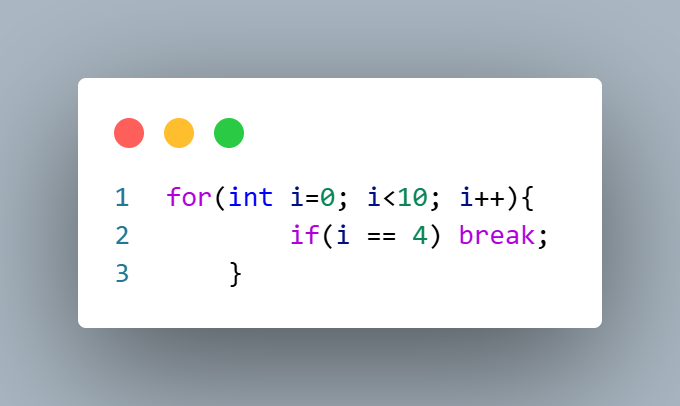 1 for(int i=0; i<10; i++){
2 if(i == 4) break;
3 }